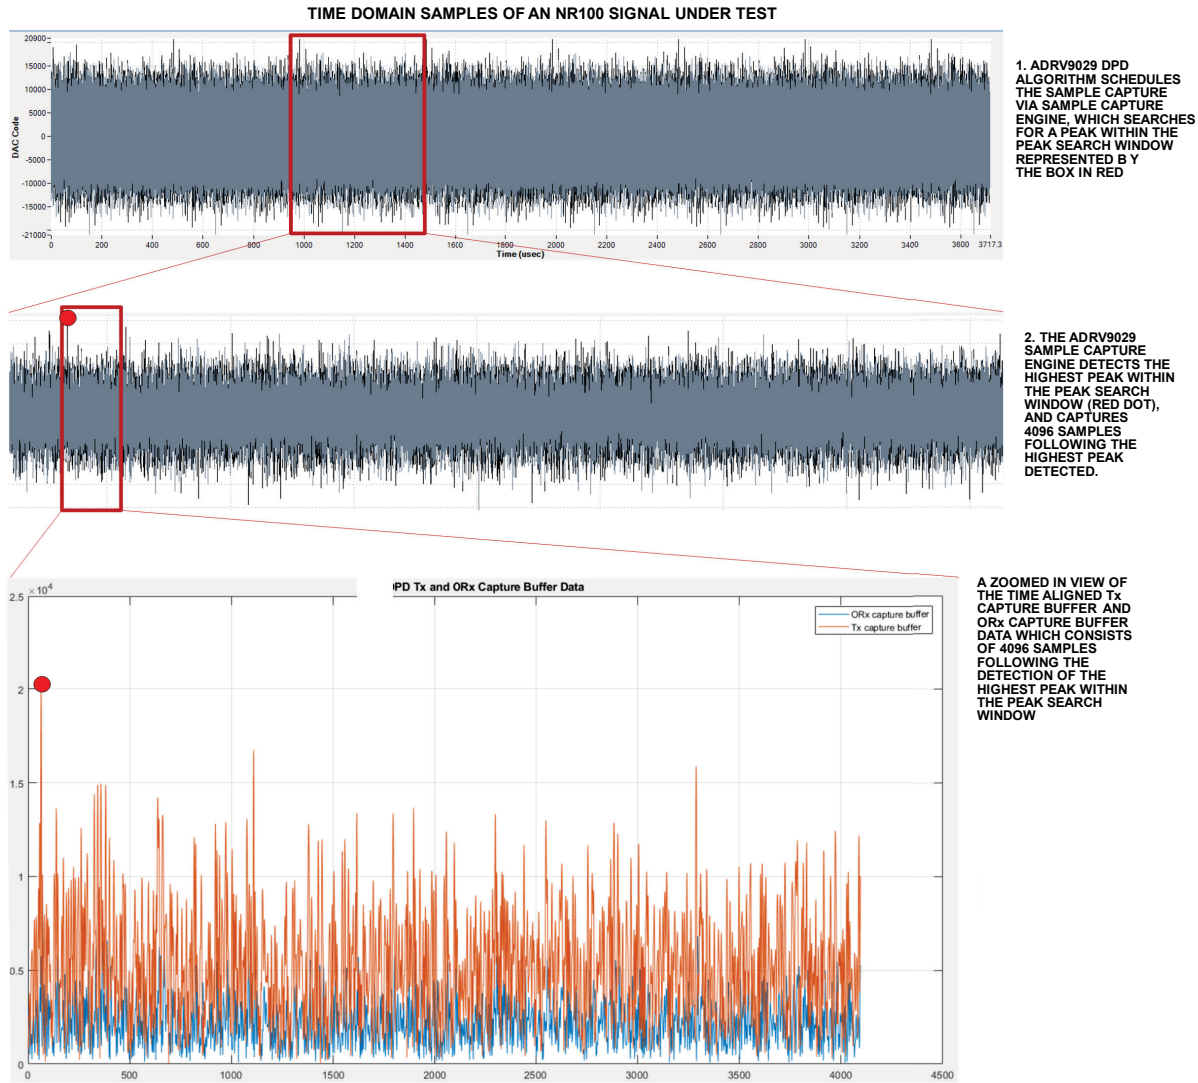 TIME DOMAIN SAMPLES OF AN NR100 SIGNAL UNDER TEST
20900
15000
10000
5000
0
-5000
-10000
-15000
-21000
DAC Code
0 200 400 600 800 1000 1200 1400 1600 1800 2000 2200 2400 2600 2800 3000 3200 3400 3600 3717.3
Time (usec)
1. ADRV9029 DPD
ALGORITHM SCHEDULES
THE SAMPLE CAPTURE
VIA SAMPLE CAPTURE
ENGINE, WHICH SEARCHES
FOR A PEAK WITHIN THE
PEAK SEARCH WINDOW
REPRESENTED B Y
THE BOX IN RED
2. THE ADRV9029
SAMPLE CAPTURE
ENGINE DETECTS THE
HIGHEST PEAK WITHIN
THE PEAK SEARCH
WINDOW (RED DOT),
AND CAPTURES
4096 SAMPLES
FOLLOWING THE
HIGHEST PEAK
DETECTED.
PD Tx and ORx Capture Buffer Data
×10⁴
2.5
2
1.5
1
0.5
0
0 500 1000 1500 2000 2500 3000 3500 4000 4500
ORx capture buffer
Tx capture buffer
A ZOOMED IN VIEW OF
THE TIME ALIGNED Tx
CAPTURE BUFFER AND
ORx CAPTURE BUFFER
DATA WHICH CONSISTS
OF 4096 SAMPLES
FOLLOWING THE
DETECTION OF THE
HIGHEST PEAK WITHIN
THE PEAK SEARCH
WINDOW